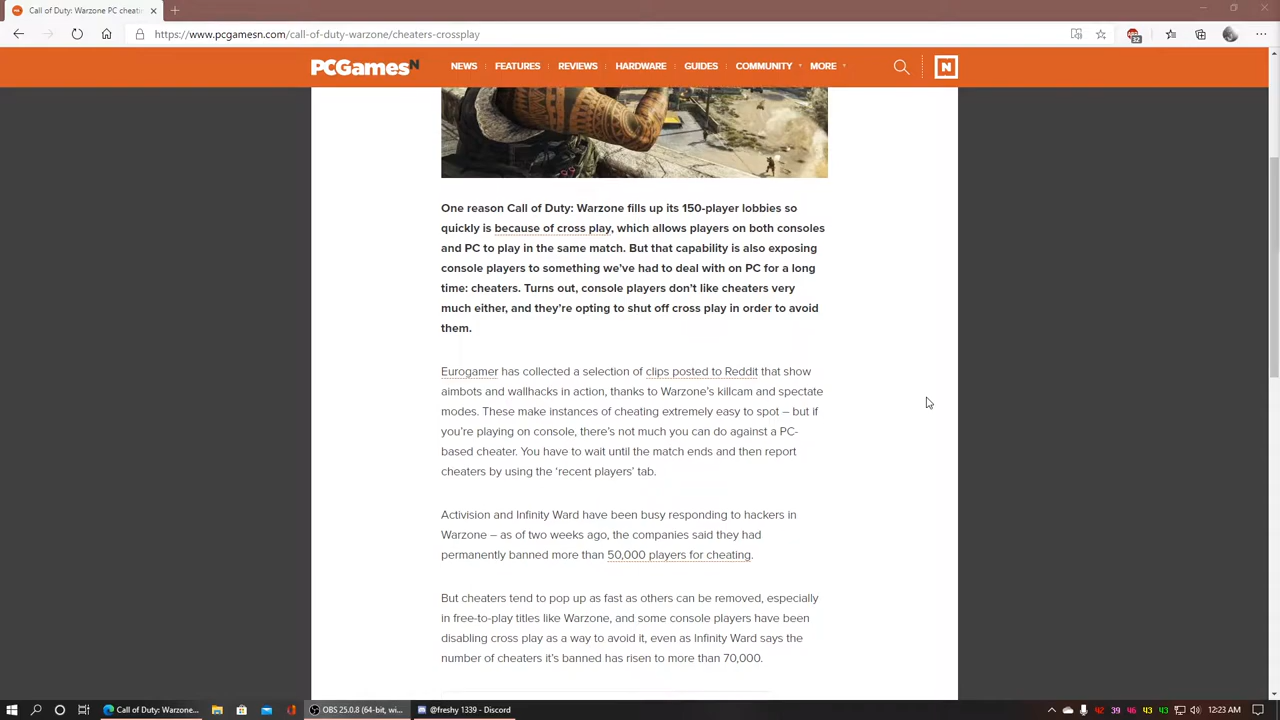 Call of Duty: Warzone PC cheati
https://www.pcgamesn.com/call-of-duty-warzone/cheaters-crossplay
32
PCGamesN
NEWS
FEATURES
REVIEWS
HARDWARE
GUIDES
COMMUNITY
MORE
N
One reason Call of Duty: Warzone fills up its 150-player lobbies so
quickly is because of cross play, which allows players on both consoles
and PC to play in the same match. But that capability is also exposing
console players to something we’ve had to deal with on PC for a long
time: cheaters. Turns out, console players don’t like cheaters very
much either, and they’re opting to shut off cross play in order to avoid
them.
Eurogamer has collected a selection of clips posted to Reddit that show
aimbots and wallhacks in action, thanks to Warzone’s killcam and spectate
modes. These make instances of cheating extremely easy to spot – but if
you’re playing on console, there’s not much you can do against a PC-
based cheater. You have to wait until the match ends and then report
cheaters by using the ‘recent players’ tab.
Activision and Infinity Ward have been busy responding to hackers in
Warzone – as of two weeks ago, the companies said they had
permanently banned more than 50,000 players for cheating.
But cheaters tend to pop up as fast as others can be removed, especially
in free-to-play titles like Warzone, and some console players have been
disabling cross play as a way to avoid it, even as Infinity Ward says the
number of cheaters it’s banned has risen to more than 70,000.
Call of Duty: Warzone...
OBS 25.0.8 (64-bit, wi...
@freshy 1339 - Discord
42 39 46 43 43
12:23 AM